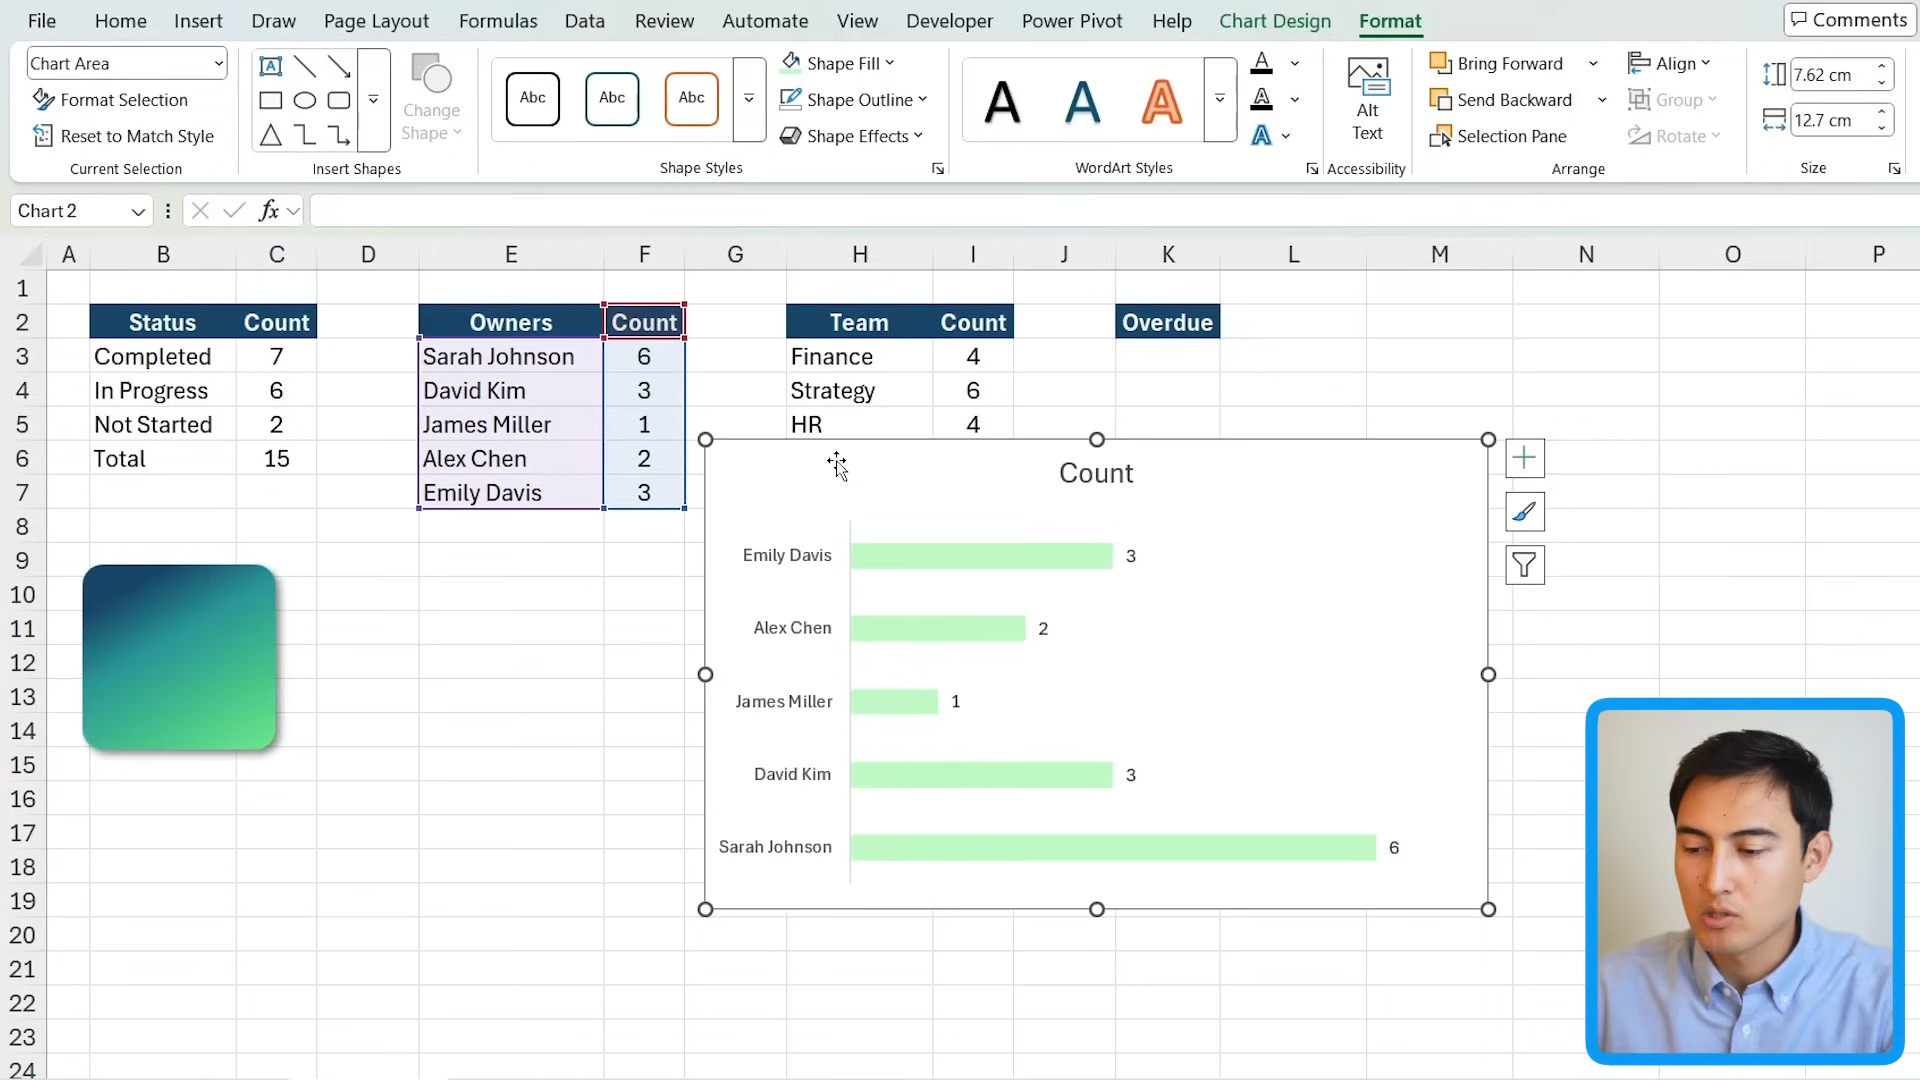 File Home Insert Draw Page Layout Formulas Data Review Automate View Developer Power Pivot Help Chart Design Format Comments
Chart Area
Format Selection
Reset to Match Style
Current Selection
Change Shape
Insert Shapes
Abc Abc Abc
Shape Fill
Shape Outline
Shape Effects
Shape Styles
A A A
A
A
A
WordArt Styles
Alt Text
Accessibility
Bring Forward
Send Backward
Selection Pane
Align
Group
Rotate
Arrange
7.62 cm
12.7 cm
Size
Chart 2 fx
A B C D E F G H I J K L M N O P
1
2 Status Count Owners Count Team Count Overdue
3 Completed 7 Sarah Johnson 6 Finance 4
4 In Progress 6 David Kim 3 Strategy 6
5 Not Started 2 James Miller 1 HR 4
6 Total 15 Alex Chen 2
7 Emily Davis 3
8
9
10
11
12
13
14
15
16
17
18
19
20
21
22
23
24
Count
Emily Davis 3
Alex Chen 2
James Miller 1
David Kim 3
Sarah Johnson 6